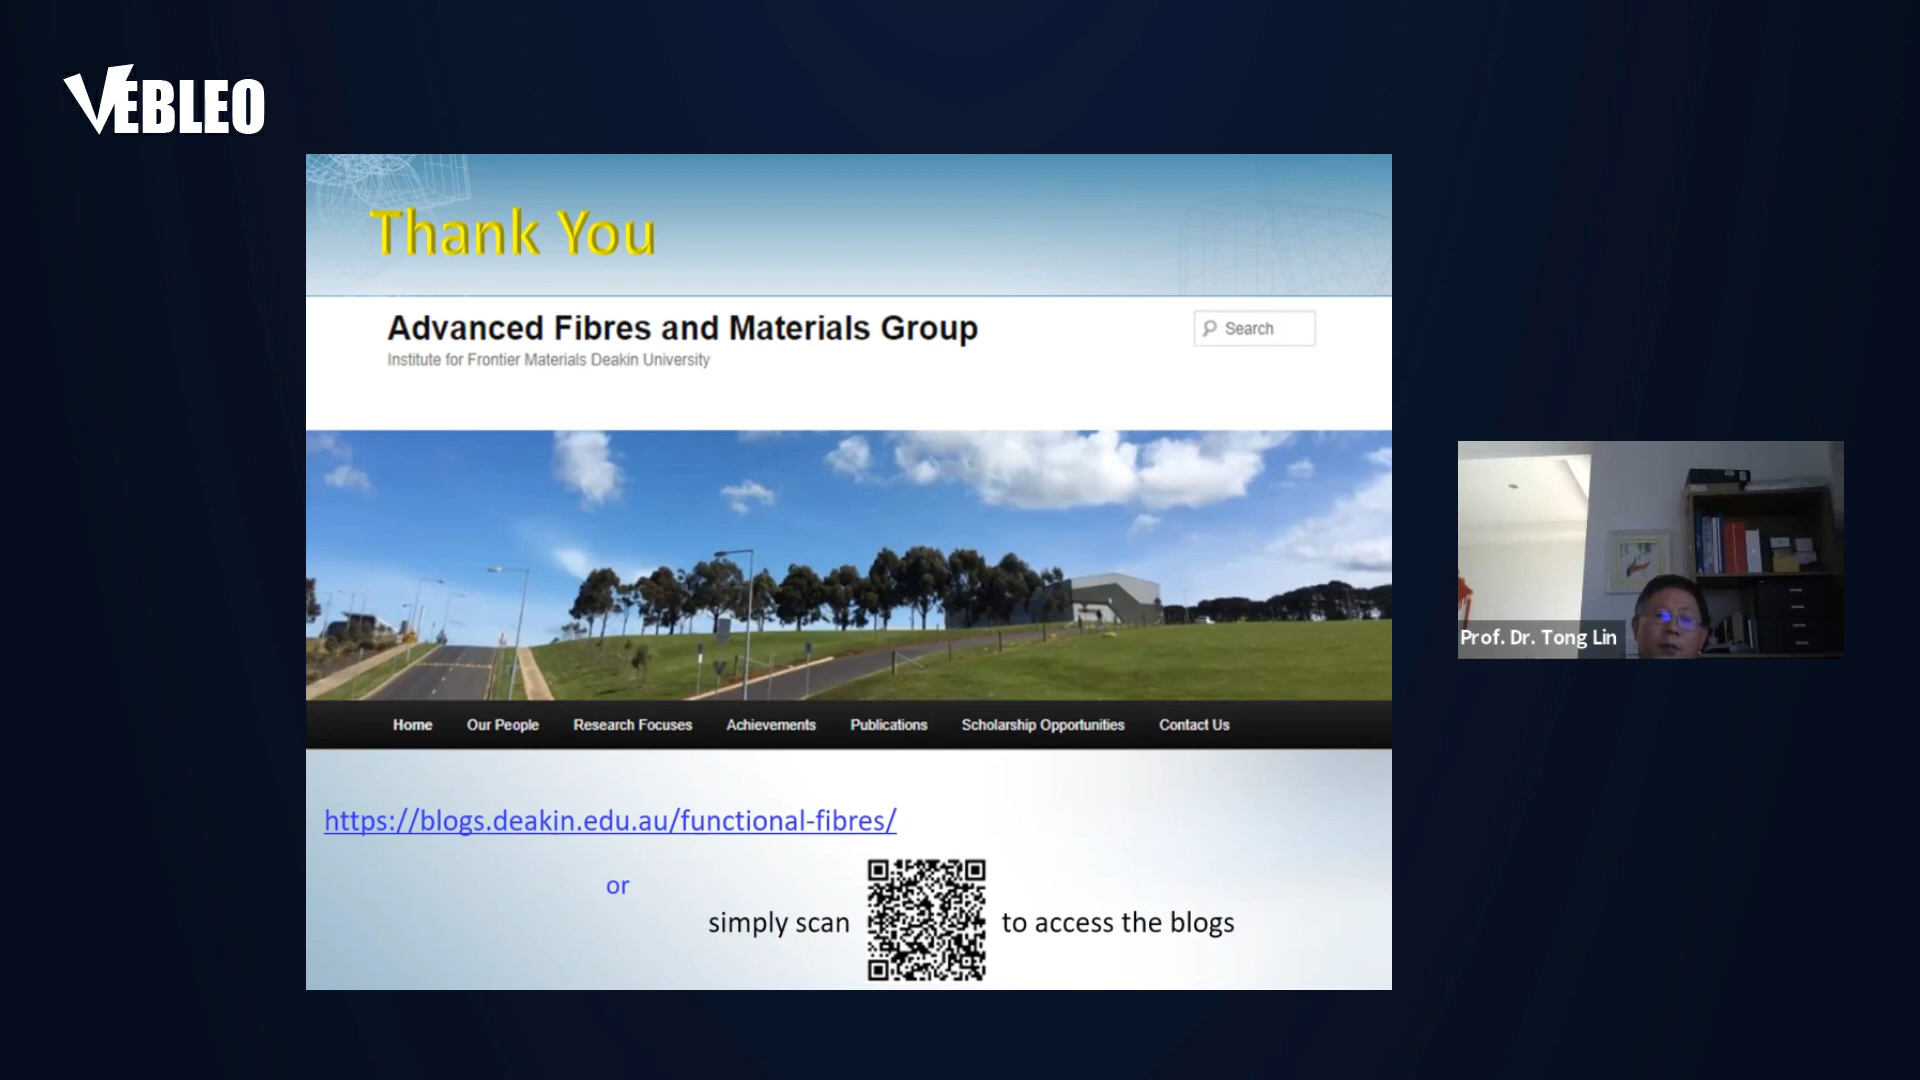 VEBLEO
Thank You
Advanced Fibres and Materials Group
Institute for Frontier Materials Deakin University
Search
Prof. Dr. Tong Lin
Home Our People Research Focuses Achievements Publications Scholarship Opportunities Contact Us
https://blogs.deakin.edu.au/functional-fibres/
or
simply scan to access the blogs